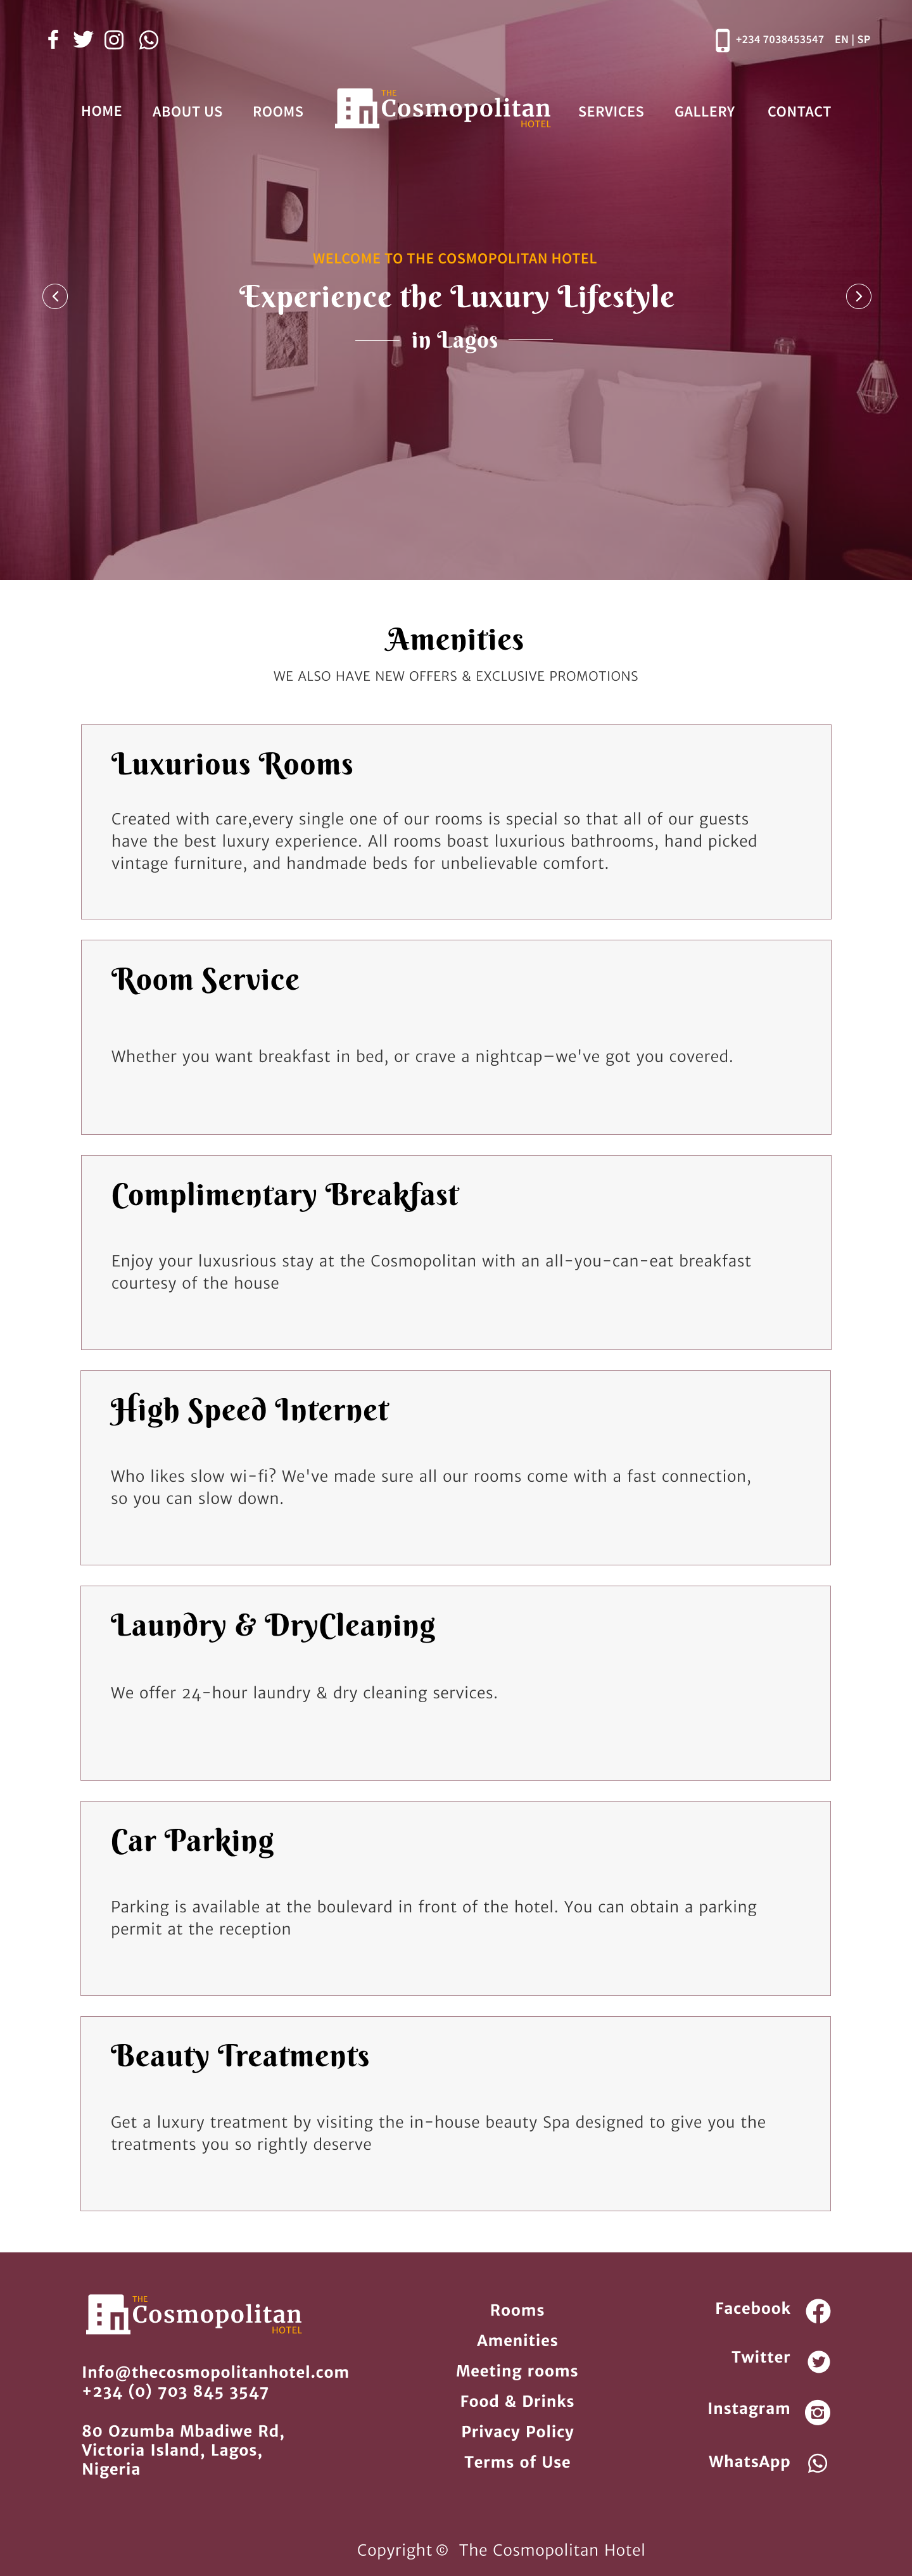 +234 7038453547 EN | SP
HOME ABOUT US ROOMS THE Cosmopolitan HOTEL SERVICES GALLERY CONTACT
WELCOME TO THE COSMOPOLITAN HOTEL
Experience the Luxury Lifestyle
in Lagos
Amenities
WE ALSO HAVE NEW OFFERS & EXCLUSIVE PROMOTIONS
Luxurious Rooms
Created with care,every single one of our rooms is special so that all of our guests
have the best luxury experience. All rooms boast luxurious bathrooms, hand picked
vintage furniture, and handmade beds for unbelievable comfort.
Room Service
Whether you want breakfast in bed, or crave a nightcap–we've got you covered.
Complimentary Breakfast
Enjoy your luxusrious stay at the Cosmopolitan with an all-you-can-eat breakfast
courtesy of the house
High Speed Internet
Who likes slow wi-fi? We've made sure all our rooms come with a fast connection,
so you can slow down.
Laundry & DryCleaning
We offer 24-hour laundry & dry cleaning services.
Car Parking
Parking is available at the boulevard in front of the hotel. You can obtain a parking
permit at the reception
Beauty Treatments
Get a luxury treatment by visiting the in-house beauty Spa designed to give you the
treatments you so rightly deserve
THE
Cosmopolitan
HOTEL
Info@thecosmopolitanhotel.com
+234 (0) 703 845 3547
80 Ozumba Mbadiwe Rd,
Victoria Island, Lagos,
Nigeria
Rooms
Amenities
Meeting rooms
Food & Drinks
Privacy Policy
Terms of Use
Facebook
Twitter
Instagram
WhatsApp
Copyright © The Cosmopolitan Hotel